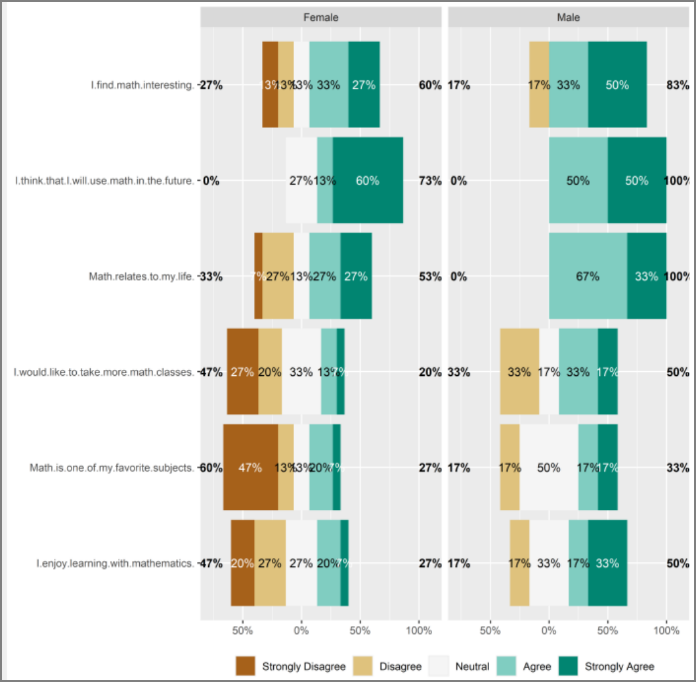 Female Male
I.find.math.interesting. 27% 13% 13% 33% 27% 60% 17% 17% 33% 50% 83%
I.think.that.I.will.use.math.in.the.future. 0% 27% 13% 60% 73% 0% 50% 50% 100%
Math.relates.to.my.life. 33% 7% 27% 13% 27% 27% 53% 0% 67% 33% 100%
I.would.like.to.take.more.math.classes. 47% 27% 20% 33% 13% 7% 20% 33% 33% 17% 33% 17% 50%
Math.is.one.of.my.favorite.subjects. 60% 47% 13% 13% 20% 7% 27% 17% 17% 50% 17% 17% 33%
I.enjoy.learning.with.mathematics. 47% 20% 27% 27% 20% 7% 27% 17% 17% 33% 17% 33% 50%
50% 0% 50% 100% 50% 0% 50% 100%
Strongly Disagree Disagree Neutral Agree Strongly Agree